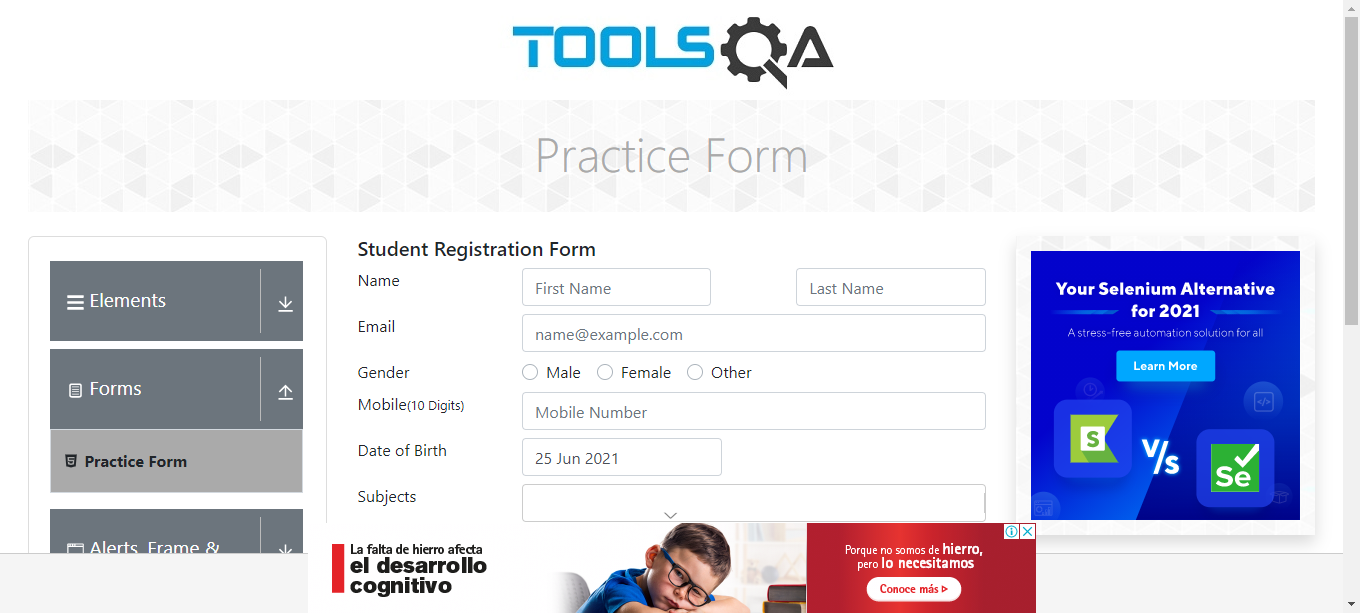 TOOLSQA
Practice Form
Elements
Forms
Practice Form
Alerts, Frame &
Student Registration Form
Name
First Name
Last Name
Email
name@example.com
Gender
Male
Female
Other
Mobile(10 Digits)
Mobile Number
Date of Birth
25 Jun 2021
Subjects
Your Selenium Alternative
for 2021
A stress-free automation solution for all
Learn More
S
V/s
Se
La falta de hierro afecta
el desarrollo
cognitivo
Porque no somos de hierro,
pero lo necesitamos
Conoce más